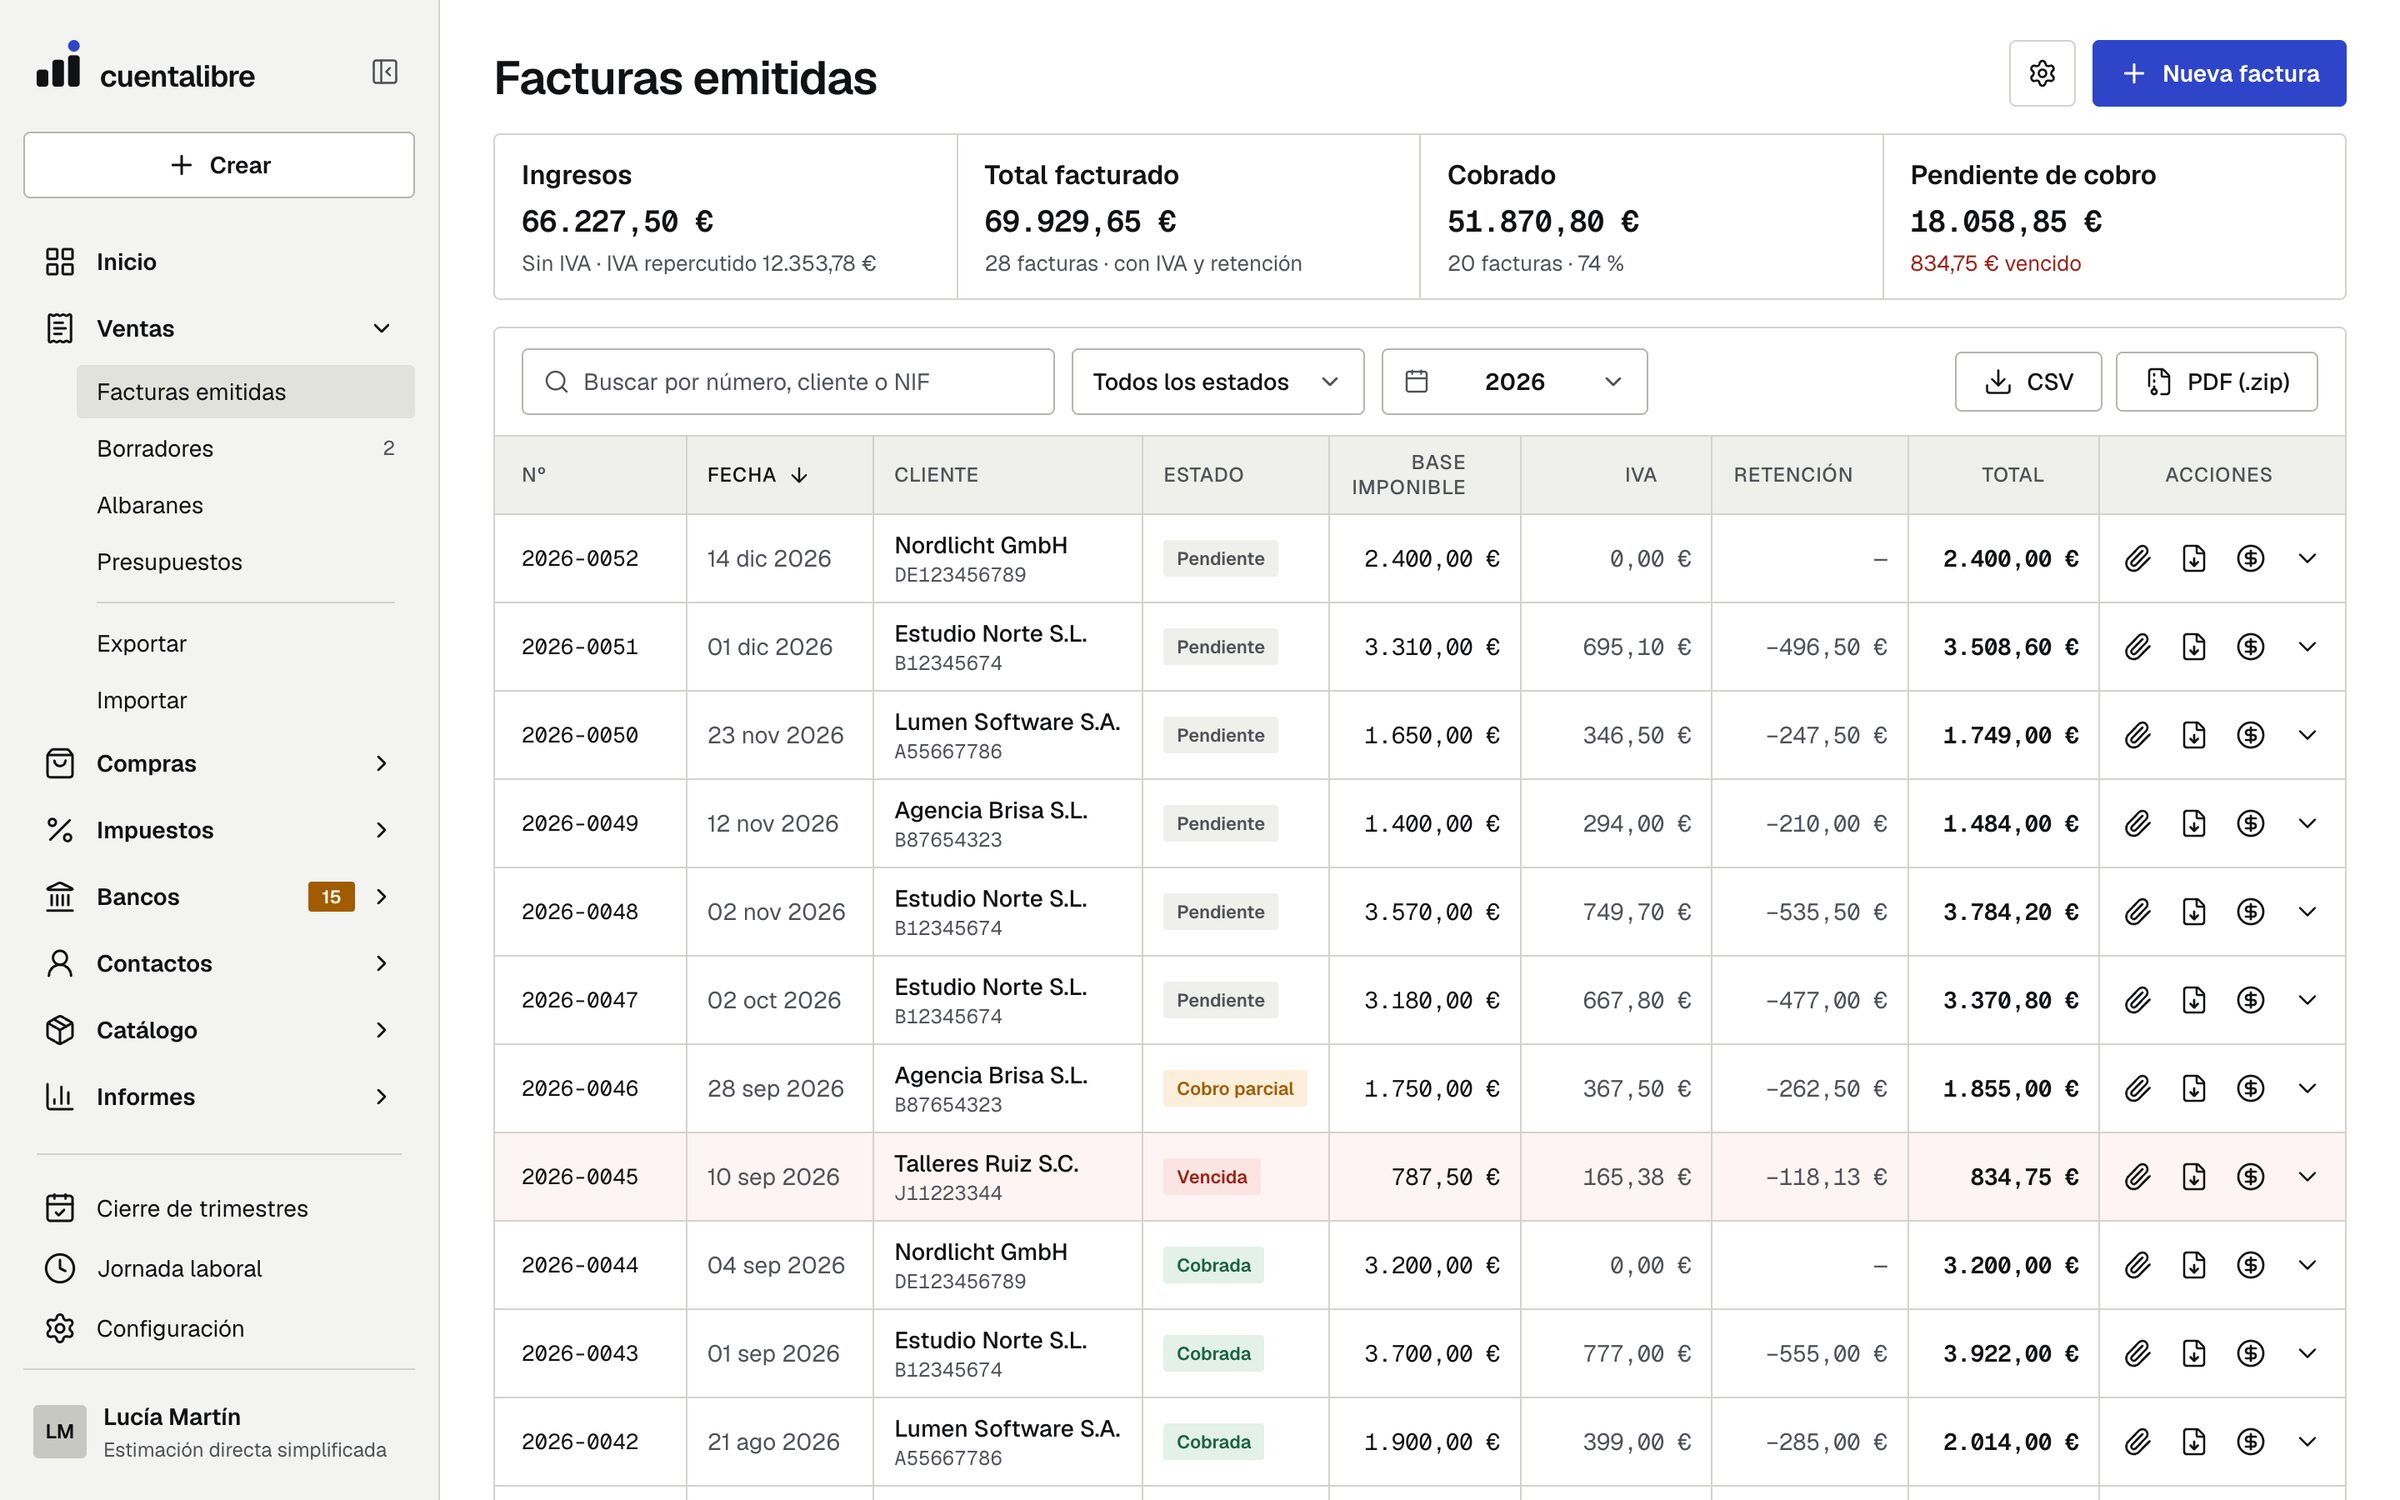 cuentalibre
Crear
Inicio
Ventas
Facturas emitidas
Borradores 2
Albaranes
Presupuestos
Exportar
Importar
Compras
Impuestos
Bancos 15
Contactos
Catálogo
Informes
Cierre de trimestres
Jornada laboral
Configuración
LM
Lucía Martín
Estimación directa simplificada
Facturas emitidas
Nueva factura
Ingresos
66.227,50 €
Sin IVA · IVA repercutido 12.353,78 €
Total facturado
69.929,65 €
28 facturas · con IVA y retención
Cobrado
51.870,80 €
20 facturas · 74 %
Pendiente de cobro
18.058,85 €
834,75 € vencido
Buscar por número, cliente o NIF
Todos los estados
2026
CSV
PDF (.zip)
Nº FECHA CLIENTE ESTADO BASE IMPONIBLE IVA RETENCIÓN TOTAL ACCIONES
2026-0052 14 dic 2026 Nordlicht GmbH DE123456789 Pendiente 2.400,00 € 0,00 € — 2.400,00 €
2026-0051 01 dic 2026 Estudio Norte S.L. B12345674 Pendiente 3.310,00 € 695,10 € −496,50 € 3.508,60 €
2026-0050 23 nov 2026 Lumen Software S.A. A55667786 Pendiente 1.650,00 € 346,50 € −247,50 € 1.749,00 €
2026-0049 12 nov 2026 Agencia Brisa S.L. B87654323 Pendiente 1.400,00 € 294,00 € −210,00 € 1.484,00 €
2026-0048 02 nov 2026 Estudio Norte S.L. B12345674 Pendiente 3.570,00 € 749,70 € −535,50 € 3.784,20 €
2026-0047 02 oct 2026 Estudio Norte S.L. B12345674 Pendiente 3.180,00 € 667,80 € −477,00 € 3.370,80 €
2026-0046 28 sep 2026 Agencia Brisa S.L. B87654323 Cobro parcial 1.750,00 € 367,50 € −262,50 € 1.855,00 €
2026-0045 10 sep 2026 Talleres Ruiz S.C. J11223344 Vencida 787,50 € 165,38 € −118,13 € 834,75 €
2026-0044 04 sep 2026 Nordlicht GmbH DE123456789 Cobrada 3.200,00 € 0,00 € — 3.200,00 €
2026-0043 01 sep 2026 Estudio Norte S.L. B12345674 Cobrada 3.700,00 € 777,00 € −555,00 € 3.922,00 €
2026-0042 21 ago 2026 Lumen Software S.A. A55667786 Cobrada 1.900,00 € 399,00 € −285,00 € 2.014,00 €